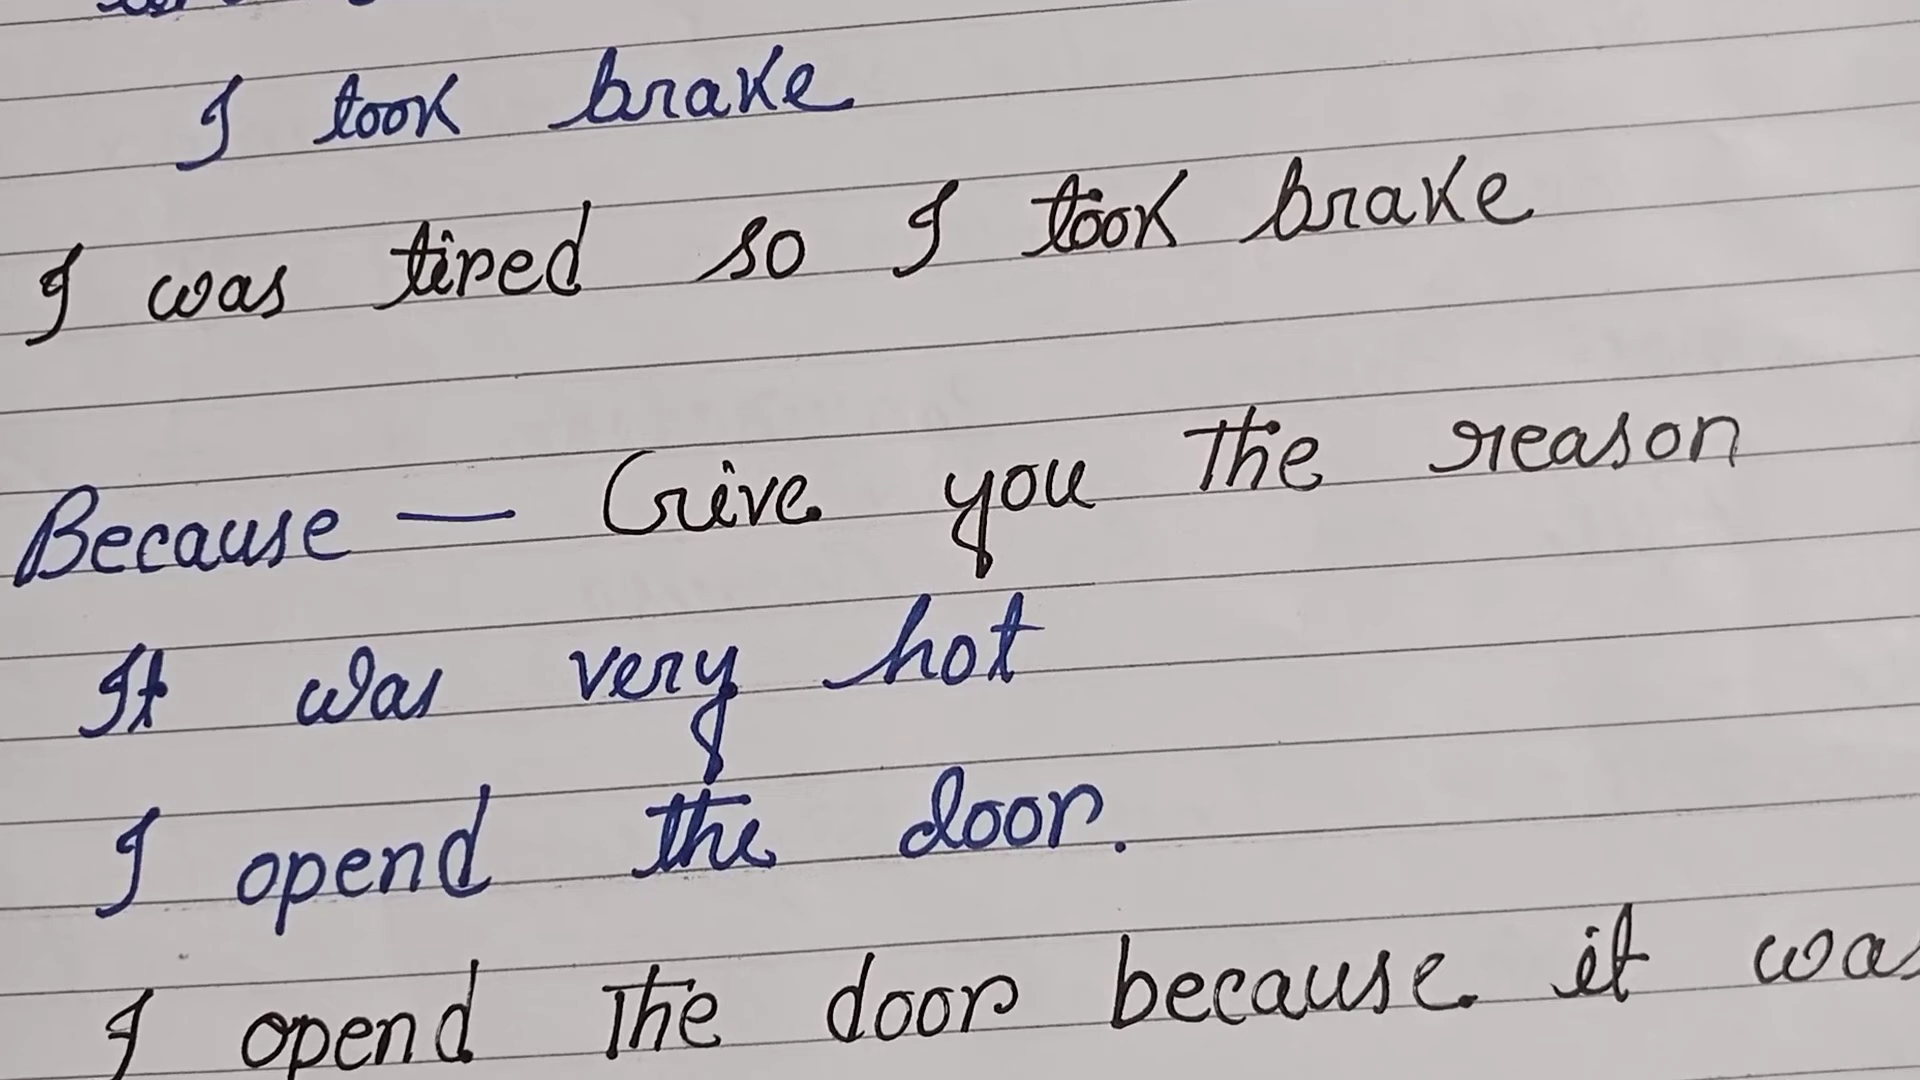 I took brake
I was tired so I took brake
Because — Give you the reason
It was very hot
I opend the door.
I opend The door because it was